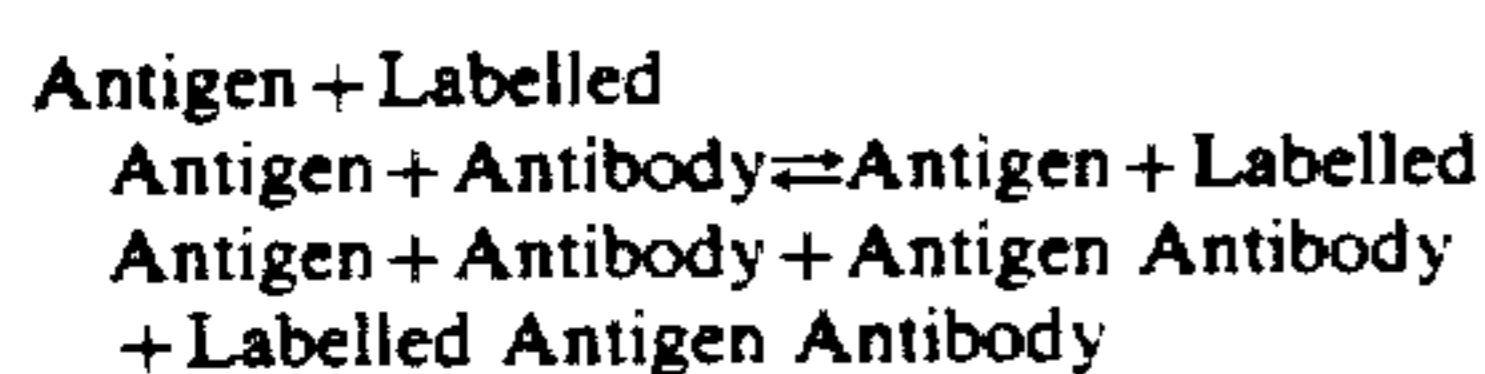 Antigen + Labelled
Antigen + Antibody⇌Antigen + Labelled
Antigen + Antibody + Antigen Antibody
+ Labelled Antigen Antibody